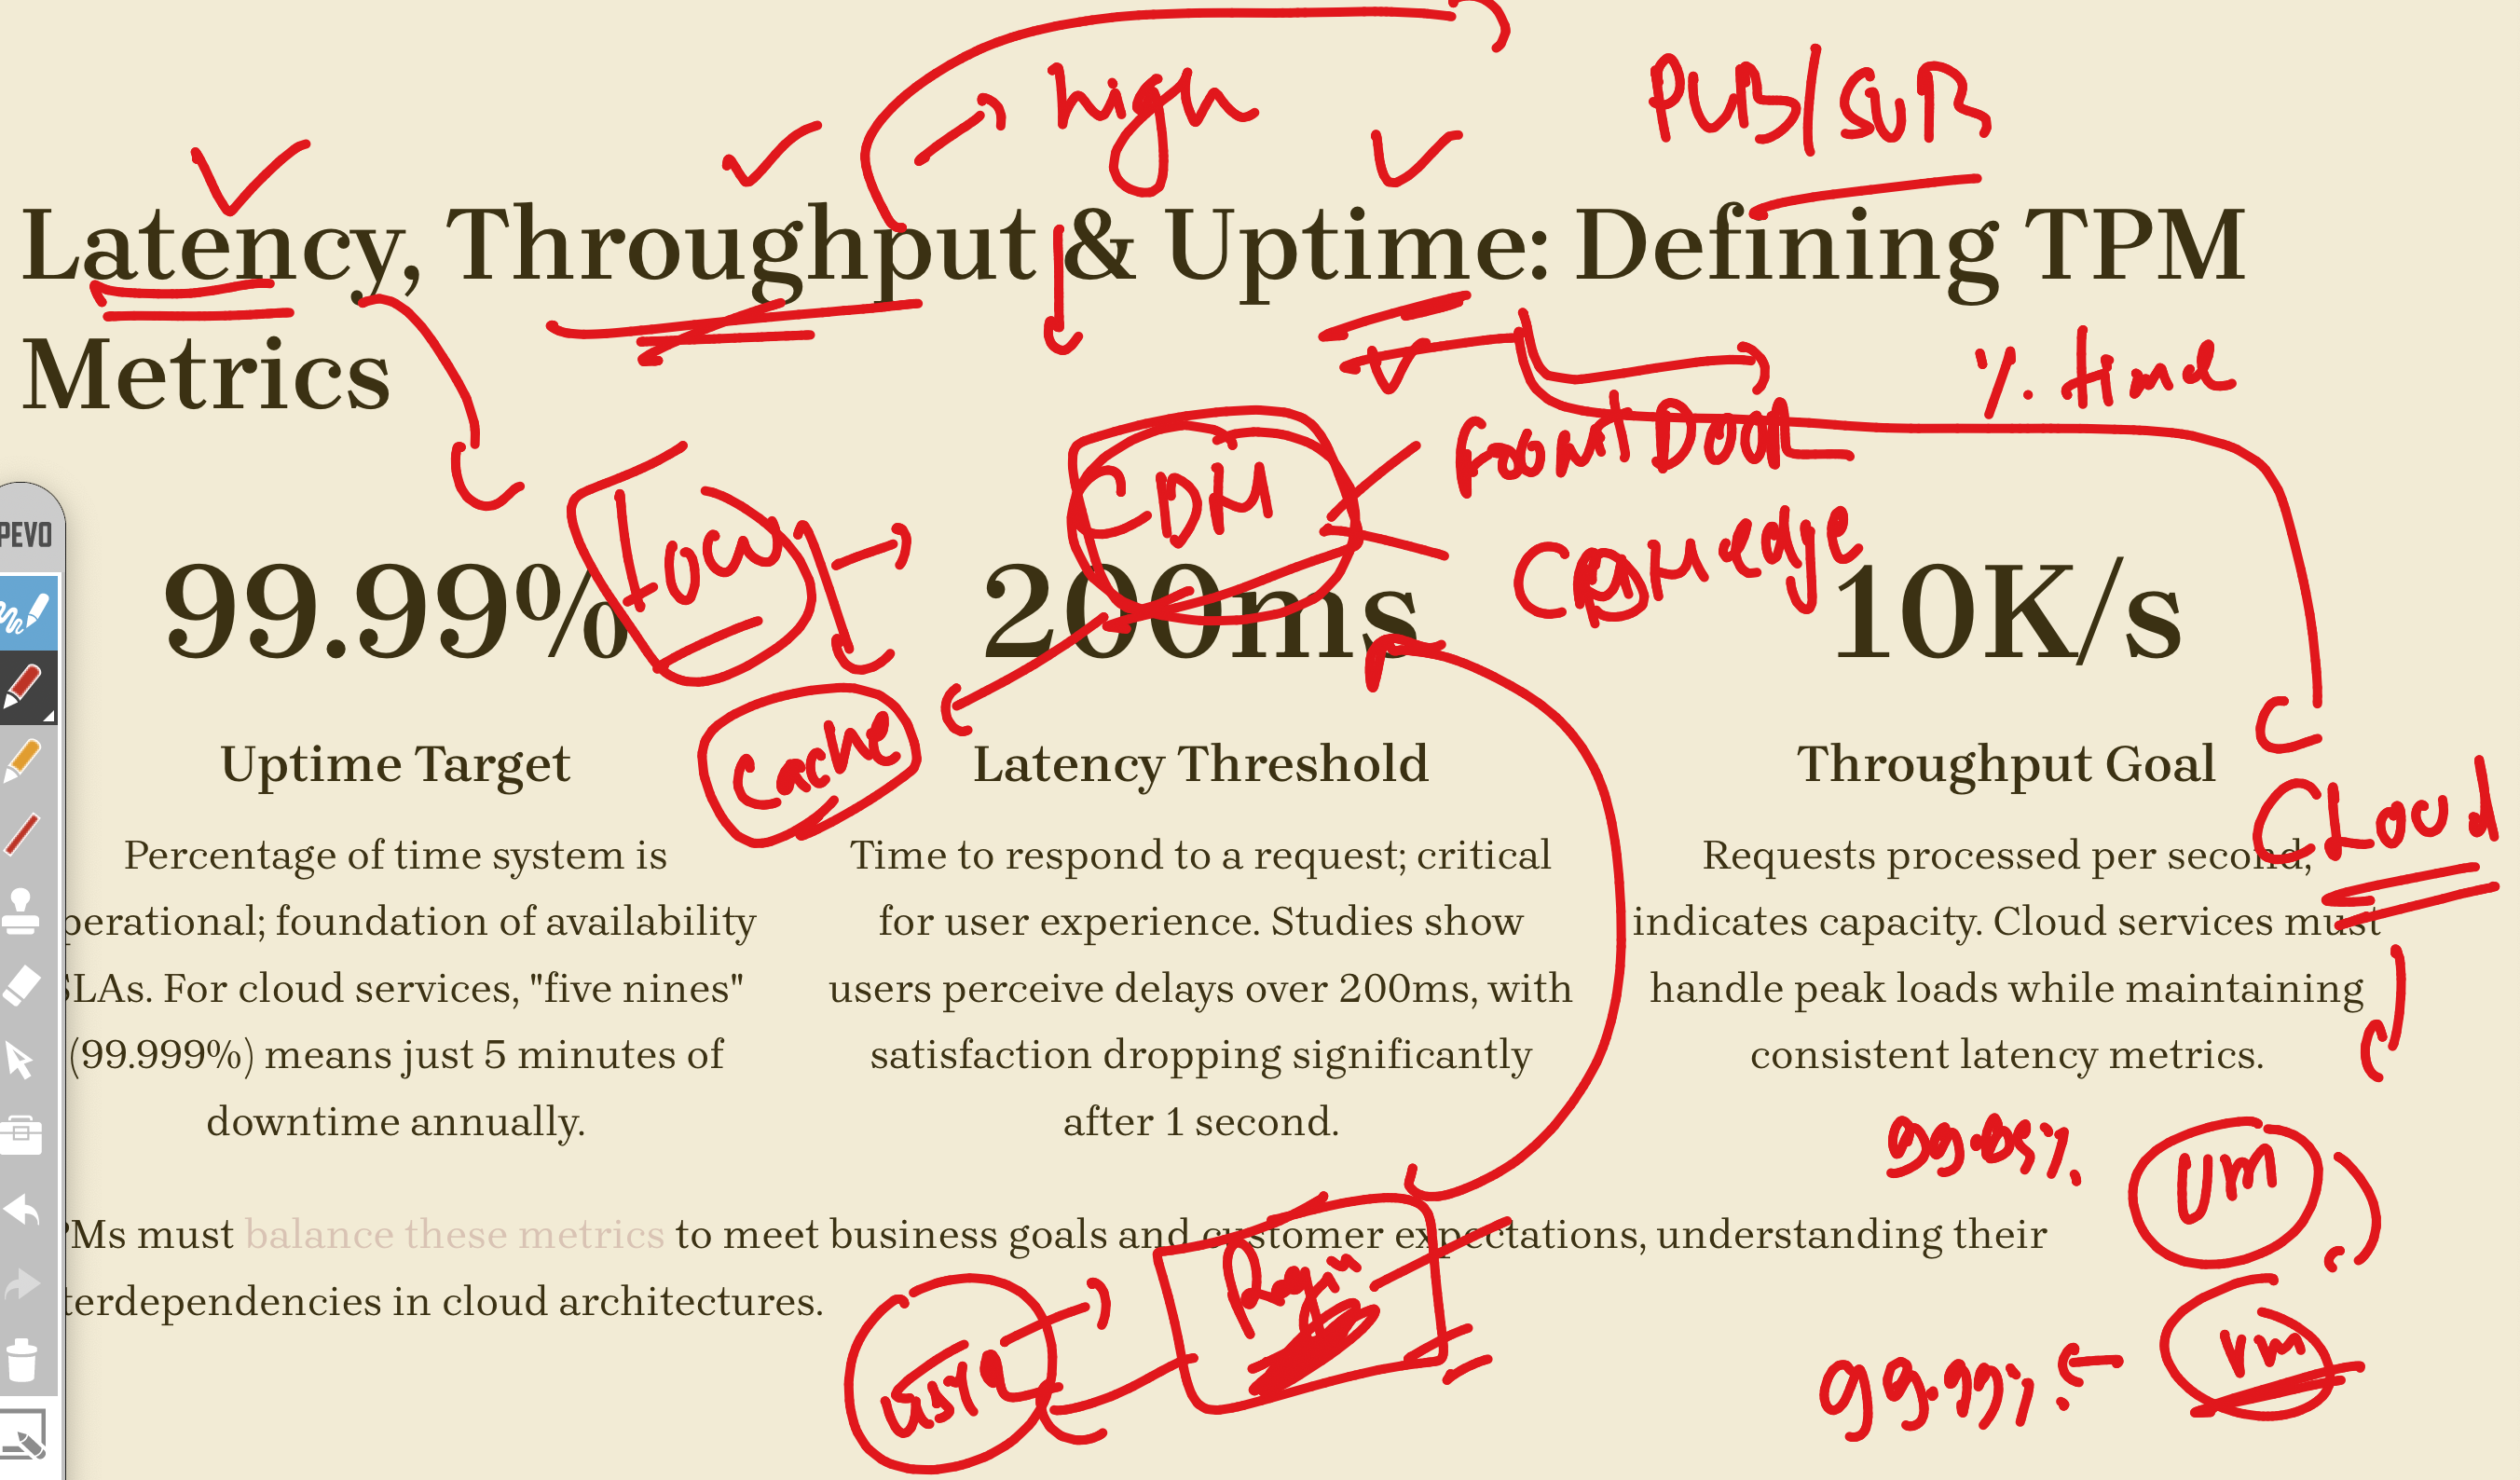 high
PUB/SUB
Latency, Throughput & Uptime: Defining TPM
Metrics
% time
Low
CDN
Front Door
CDN edge
PEVO
99.99%
200ms
10K/s
Cache
Uptime Target
Latency Threshold
Throughput Goal
CLOUD
Percentage of time system is
perational; foundation of availability
SLAs. For cloud services, "five nines"
(99.999%) means just 5 minutes of
downtime annually.
Time to respond to a request; critical
for user experience. Studies show
users perceive delays over 200ms, with
satisfaction dropping significantly
after 1 second.
Requests processed per second,
indicates capacity. Cloud services must
handle peak loads while maintaining
consistent latency metrics.
VM
PMs must balance these metrics to meet business goals and customer expectations, understanding their
terdependencies in cloud architectures.
user
vm
99.99%